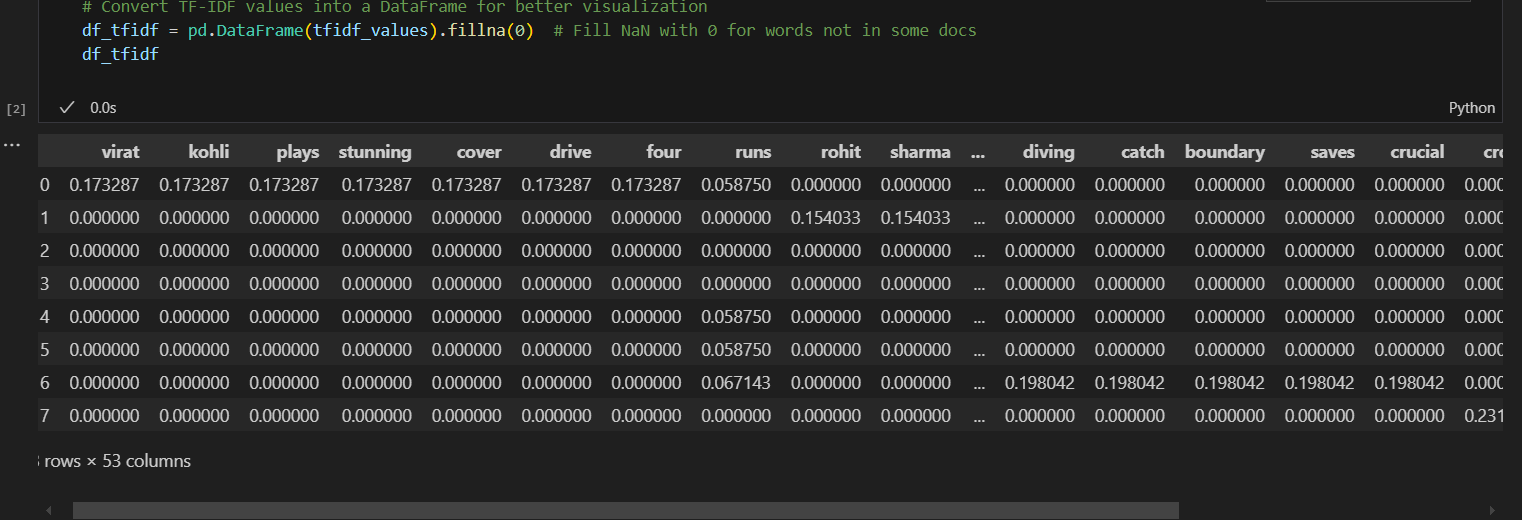 # Convert TF-IDF values into a DataFrame for better visualization
df_tfidf = pd.DataFrame(tfidf_values).fillna(0)  # Fill NaN with 0 for words not in some docs
df_tfidf
[2] 0.0s Python
...
virat kohli plays stunning cover drive four runs rohit sharma ... diving catch boundary saves crucial
0 0.173287 0.173287 0.173287 0.173287 0.173287 0.173287 0.173287 0.058750 0.000000 0.000000 ... 0.000000 0.000000 0.000000 0.000000 0.000000 0.000
1 0.000000 0.000000 0.000000 0.000000 0.000000 0.000000 0.000000 0.000000 0.154033 0.154033 ... 0.000000 0.000000 0.000000 0.000000 0.000000 0.000
2 0.000000 0.000000 0.000000 0.000000 0.000000 0.000000 0.000000 0.000000 0.000000 0.000000 ... 0.000000 0.000000 0.000000 0.000000 0.000000 0.000
3 0.000000 0.000000 0.000000 0.000000 0.000000 0.000000 0.000000 0.000000 0.000000 0.000000 ... 0.000000 0.000000 0.000000 0.000000 0.000000 0.000
4 0.000000 0.000000 0.000000 0.000000 0.000000 0.000000 0.000000 0.058750 0.000000 0.000000 ... 0.000000 0.000000 0.000000 0.000000 0.000000 0.000
5 0.000000 0.000000 0.000000 0.000000 0.000000 0.000000 0.000000 0.058750 0.000000 0.000000 ... 0.000000 0.000000 0.000000 0.000000 0.000000 0.000
6 0.000000 0.000000 0.000000 0.000000 0.000000 0.000000 0.000000 0.067143 0.000000 0.000000 ... 0.198042 0.198042 0.198042 0.198042 0.198042 0.000
7 0.000000 0.000000 0.000000 0.000000 0.000000 0.000000 0.000000 0.000000 0.000000 0.000000 ... 0.000000 0.000000 0.000000 0.000000 0.000000 0.231
rows × 53 columns